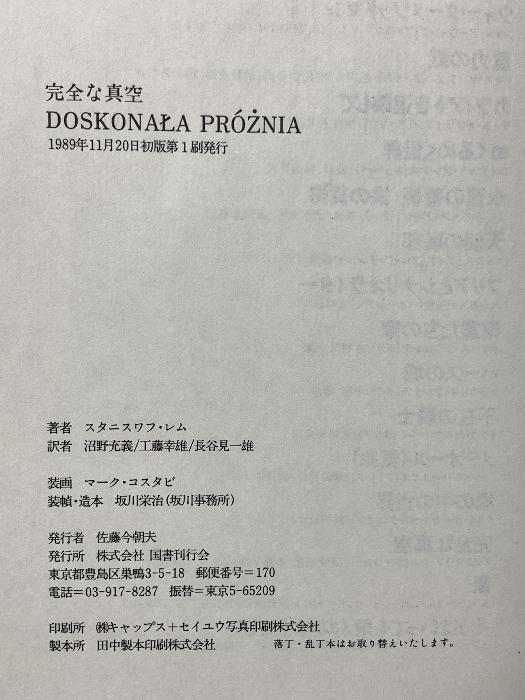 完全な真空
DOSKONAŁA PRÓŻNIA
1989年11月20日初版第1刷発行
著者 スタニスワフ・レム
訳者 沼野充義/工藤幸雄/長谷見一雄
装画 マーク・コスタビ
装幀・造本 坂川栄治(坂川事務所)
発行者 佐藤今朝夫
発行所 株式会社 国書刊行会
東京都豊島区巣鴨3-5-18 郵便番号=170
電話=03-917-8287 振替=東京5-65209
印刷所 ㈱キャップス+セイユウ写真印刷株式会社
製本所 田中製本印刷株式会社 落丁・乱丁本はお取り替えいたします。